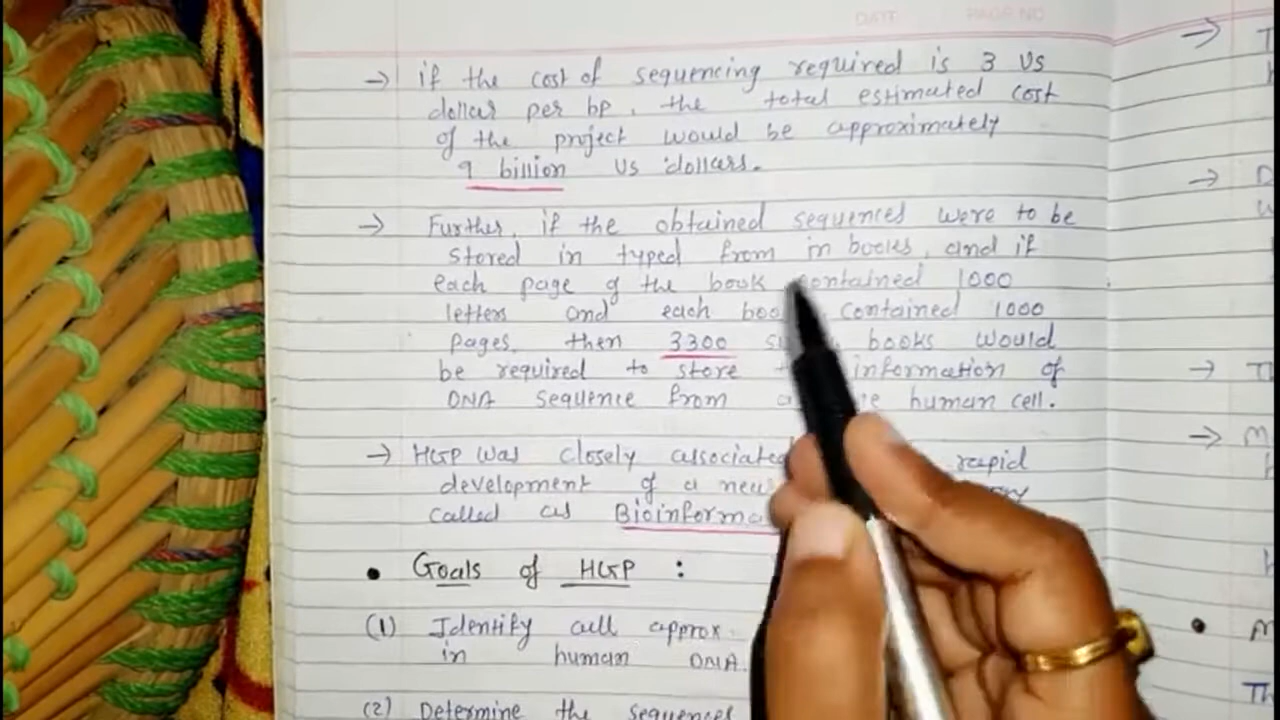 DATE PAGE NO
→ if the cost of sequencing required is 3 Us
dollar per bp, the total estimated cost
of the project would be approximately
9 billion Us dollars.
→ Further, if the obtained sequences were to be
stored in typed from in books, and if
each page of the book contained 1000
letters and each contained 1000
pages, then 3300 books would
be required to store information of
DNA sequence from human cell.
→ HGP was closely associated rapid
development of a new
called as
• Goals of HGP :
(1) Identify all approx
in human DNA.
(2) Determine the sequences